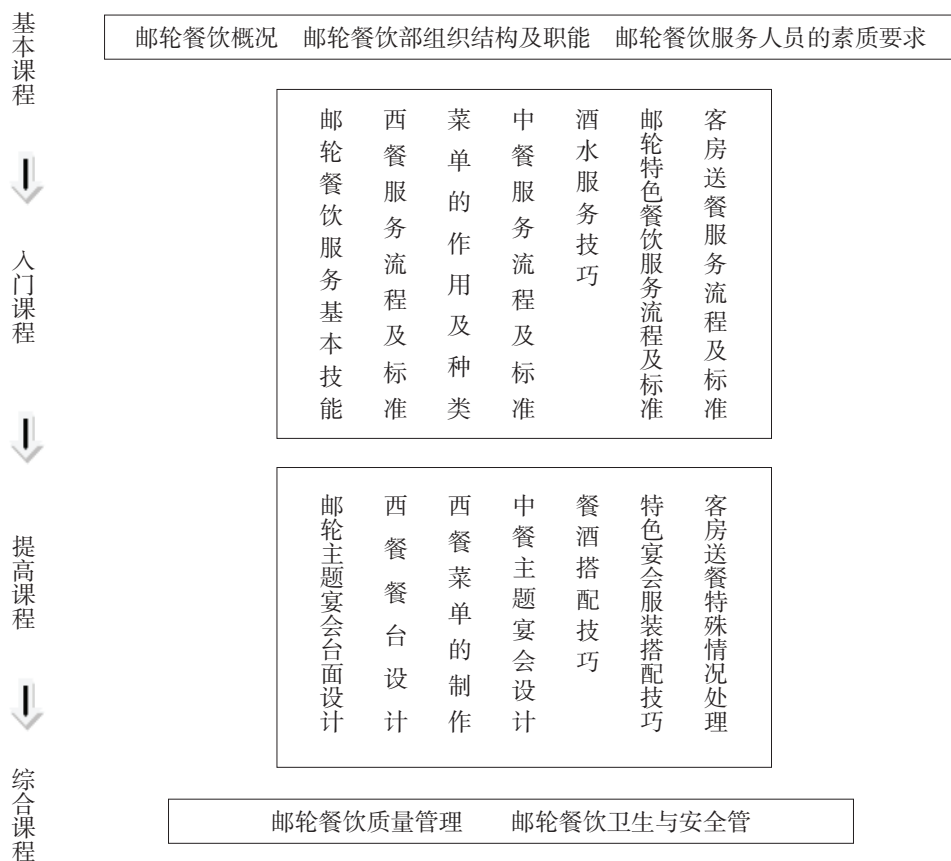 基本课程
邮轮餐饮概况 邮轮餐饮部组织结构及职能 邮轮餐饮服务人员的素质要求
入门课程
邮轮餐饮服务基本技能
西餐服务流程及标准
菜单的作用及种类
中餐服务流程及标准
酒水服务技巧
邮轮特色餐饮服务流程及标准
客房送餐服务流程及标准
提高课程
邮轮主题宴会台面设计
西餐餐台设计
西餐菜单的制作
中餐主题宴会设计
餐酒搭配技巧
特色宴会服装搭配技巧
客房送餐特殊情况处理
综合课程
邮轮餐饮质量管理 邮轮餐饮卫生与安全管